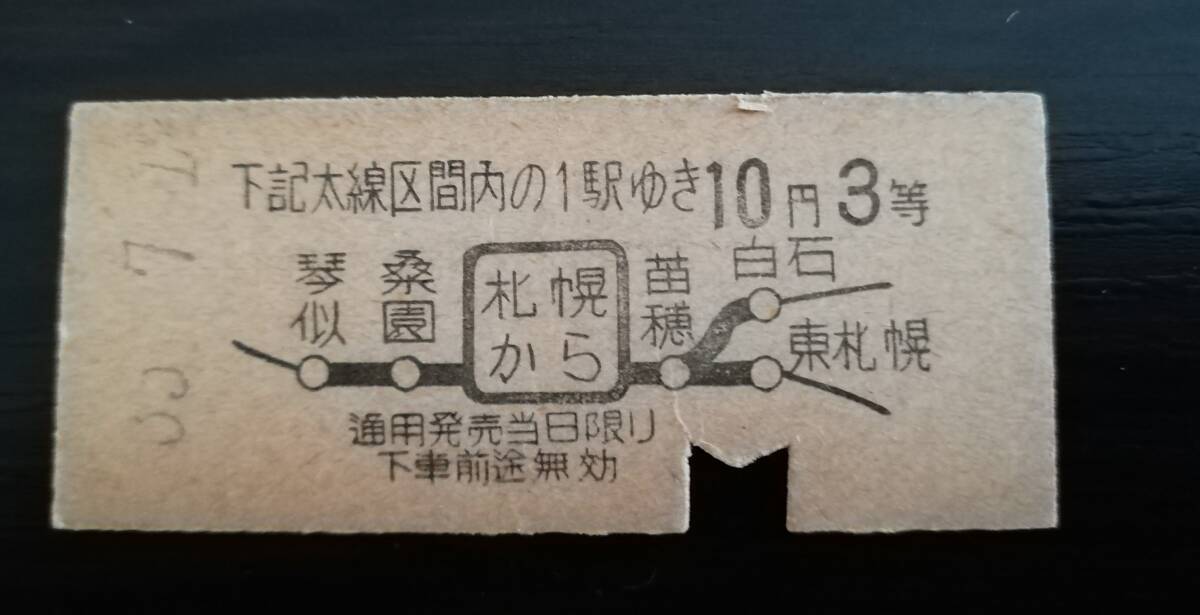 下記太線区間内の1駅ゆき10円3等
琴似
桑園
札幌
から
苗穂
白石
東札幌
通用発売当日限り
下車前途無効